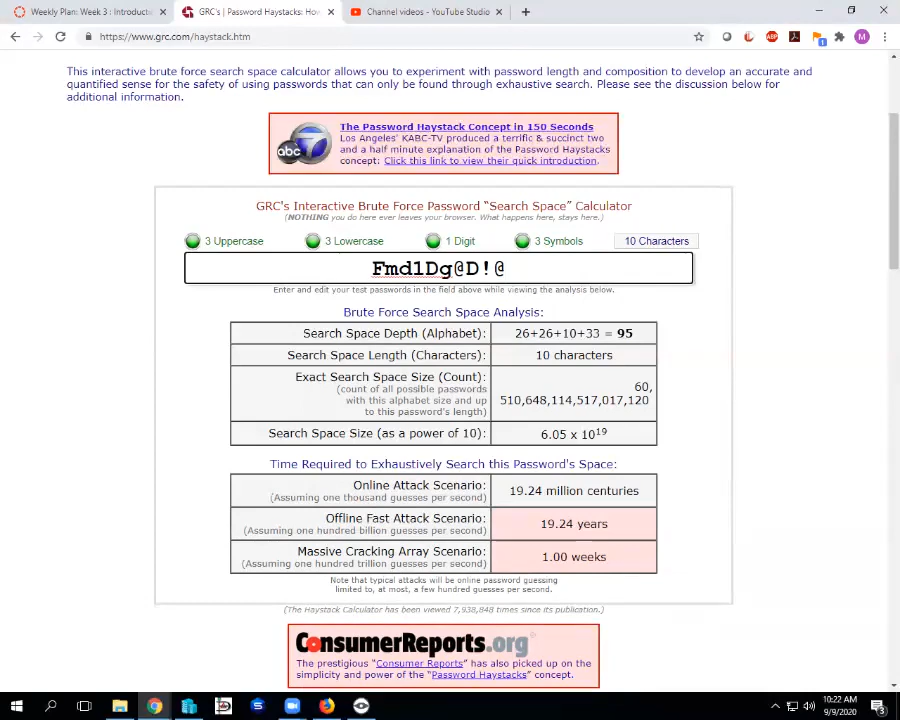 Weekly Plan: Week 3 : Introducti
GRC's | Password Haystacks: Hov
Channel videos - YouTube Studio
https://www.grc.com/haystack.htm
M
This interactive brute force search space calculator allows you to experiment with password length and composition to develop an accurate and
quantified sense for the safety of using passwords that can only be found through exhaustive search. Please see the discussion below for
additional information.
The Password Haystack Concept in 150 Seconds
Los Angeles' KABC-TV produced a terrific & succinct two
and a half minute explanation of the Password Haystacks
concept: Click this link to view their quick introduction.
abc 7
GRC's Interactive Brute Force Password “Search Space” Calculator
(NOTHING you do here ever leaves your browser. What happens here, stays here.)
3 Uppercase 3 Lowercase 1 Digit 3 Symbols 10 Characters
Fmd1Dg@D!@
Enter and edit your test passwords in the field above while viewing the analysis below.
Brute Force Search Space Analysis:
Search Space Depth (Alphabet): 26+26+10+33 = 95
Search Space Length (Characters): 10 characters
Exact Search Space Size (Count):
(count of all possible passwords
with this alphabet size and up
to this password's length)
60,
510,648,114,517,017,120
Search Space Size (as a power of 10): 6.05 x 10¹⁹
Time Required to Exhaustively Search this Password's Space:
Online Attack Scenario:
(Assuming one thousand guesses per second)
19.24 million centuries
Offline Fast Attack Scenario:
(Assuming one hundred billion guesses per second)
19.24 years
Massive Cracking Array Scenario:
(Assuming one hundred trillion guesses per second)
1.00 weeks
Note that typical attacks will be online password guessing
limited to, at most, a few hundred guesses per second.
(The Haystack Calculator has been viewed 7,938,848 times since its publication.)
ConsumerReports.org
The prestigious “Consumer Reports” has also picked up on the
simplicity and power of the “Password Haystacks” concept.
10:22 AM
9/9/2020
3